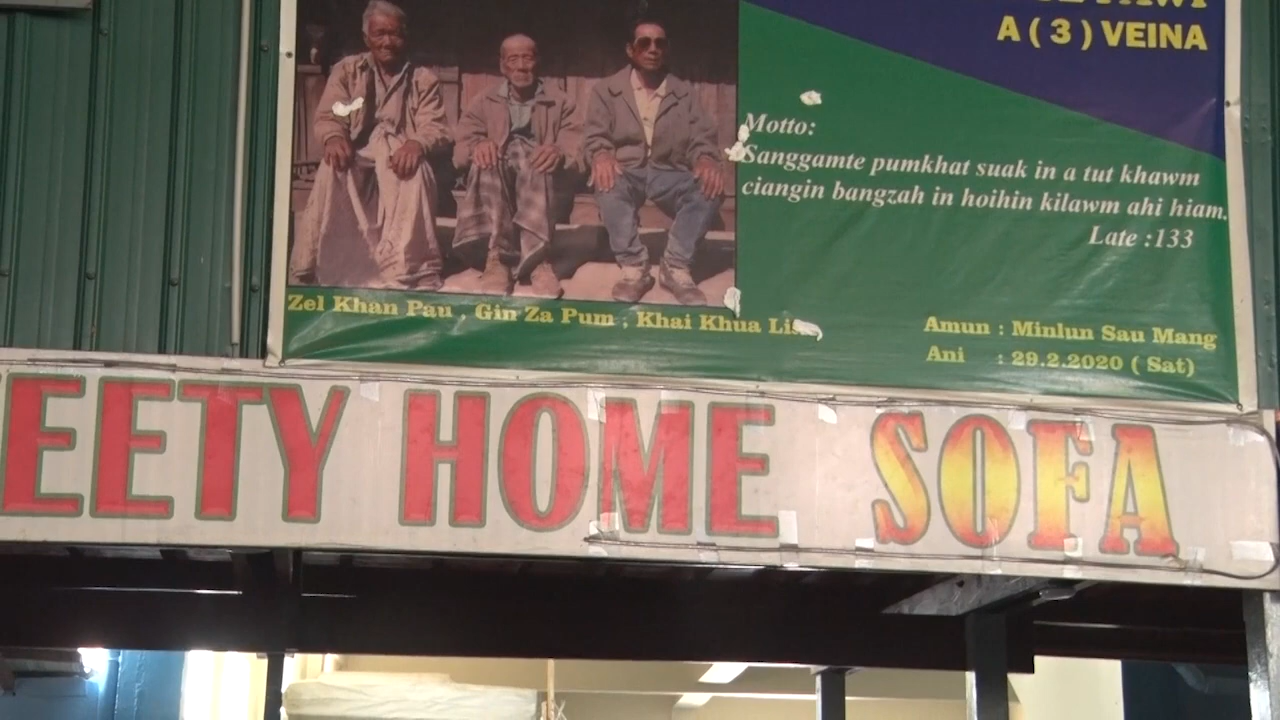 A ( 3 ) VEINA
Motto:
Sanggamte pumkhat suak in a tut khawm
ciangin bangzah in hoihin kilawm ahi hiam.
Late :133
Zel Khan Pau , Gin Za Pum , Khai Khua
Amun : Minlun Sau Mang
Ani : 29.2.2020 ( Sat)
EETY HOME SOFA